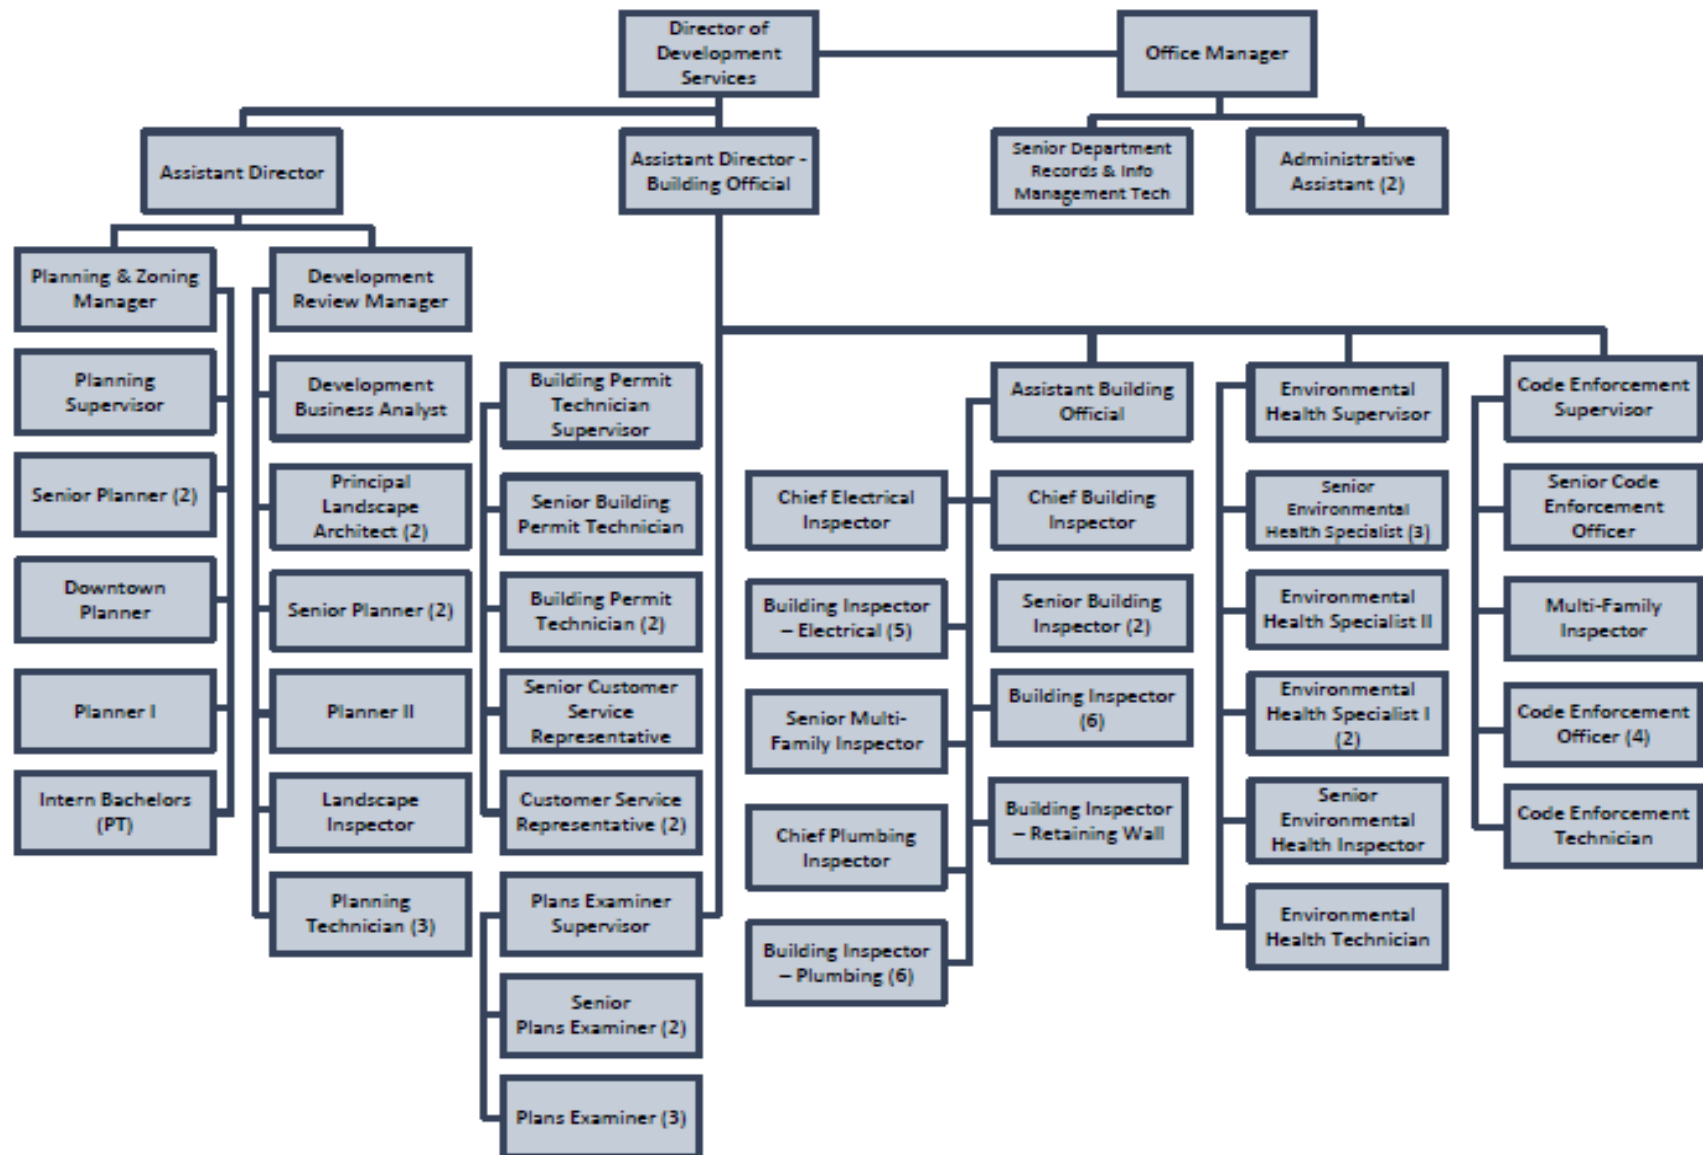 Director of
Development
Services
Office Manager
Assistant Director
Assistant Director -
Building Official
Senior Department
Records & Info
Management Tech
Administrative
Assistant (2)
Planning & Zoning
Manager
Planning
Supervisor
Senior Planner (2)
Downtown
Planner
Planner I
Intern Bachelors
(PT)
Development
Review Manager
Development
Business Analyst
Principal
Landscape
Architect (2)
Senior Planner (2)
Planner II
Landscape
Inspector
Planning
Technician (3)
Building Permit
Technician
Supervisor
Senior Building
Permit Technician
Building Permit
Technician (2)
Senior Customer
Service
Representative
Customer Service
Representative (2)
Plans Examiner
Supervisor
Senior
Plans Examiner (2)
Plans Examiner (3)
Assistant Building
Official
Chief Electrical
Inspector
Building Inspector
– Electrical (5)
Senior Multi-
Family Inspector
Chief Plumbing
Inspector
Building Inspector
– Plumbing (6)
Chief Building
Inspector
Senior Building
Inspector (2)
Building Inspector
(6)
Building Inspector
– Retaining Wall
Environmental
Health Supervisor
Senior
Environmental
Health Specialist (3)
Environmental
Health Specialist II
Environmental
Health Specialist I
(2)
Senior
Environmental
Health Inspector
Environmental
Health Technician
Code Enforcement
Supervisor
Senior Code
Enforcement
Officer
Multi-Family
Inspector
Code Enforcement
Officer (4)
Code Enforcement
Technician